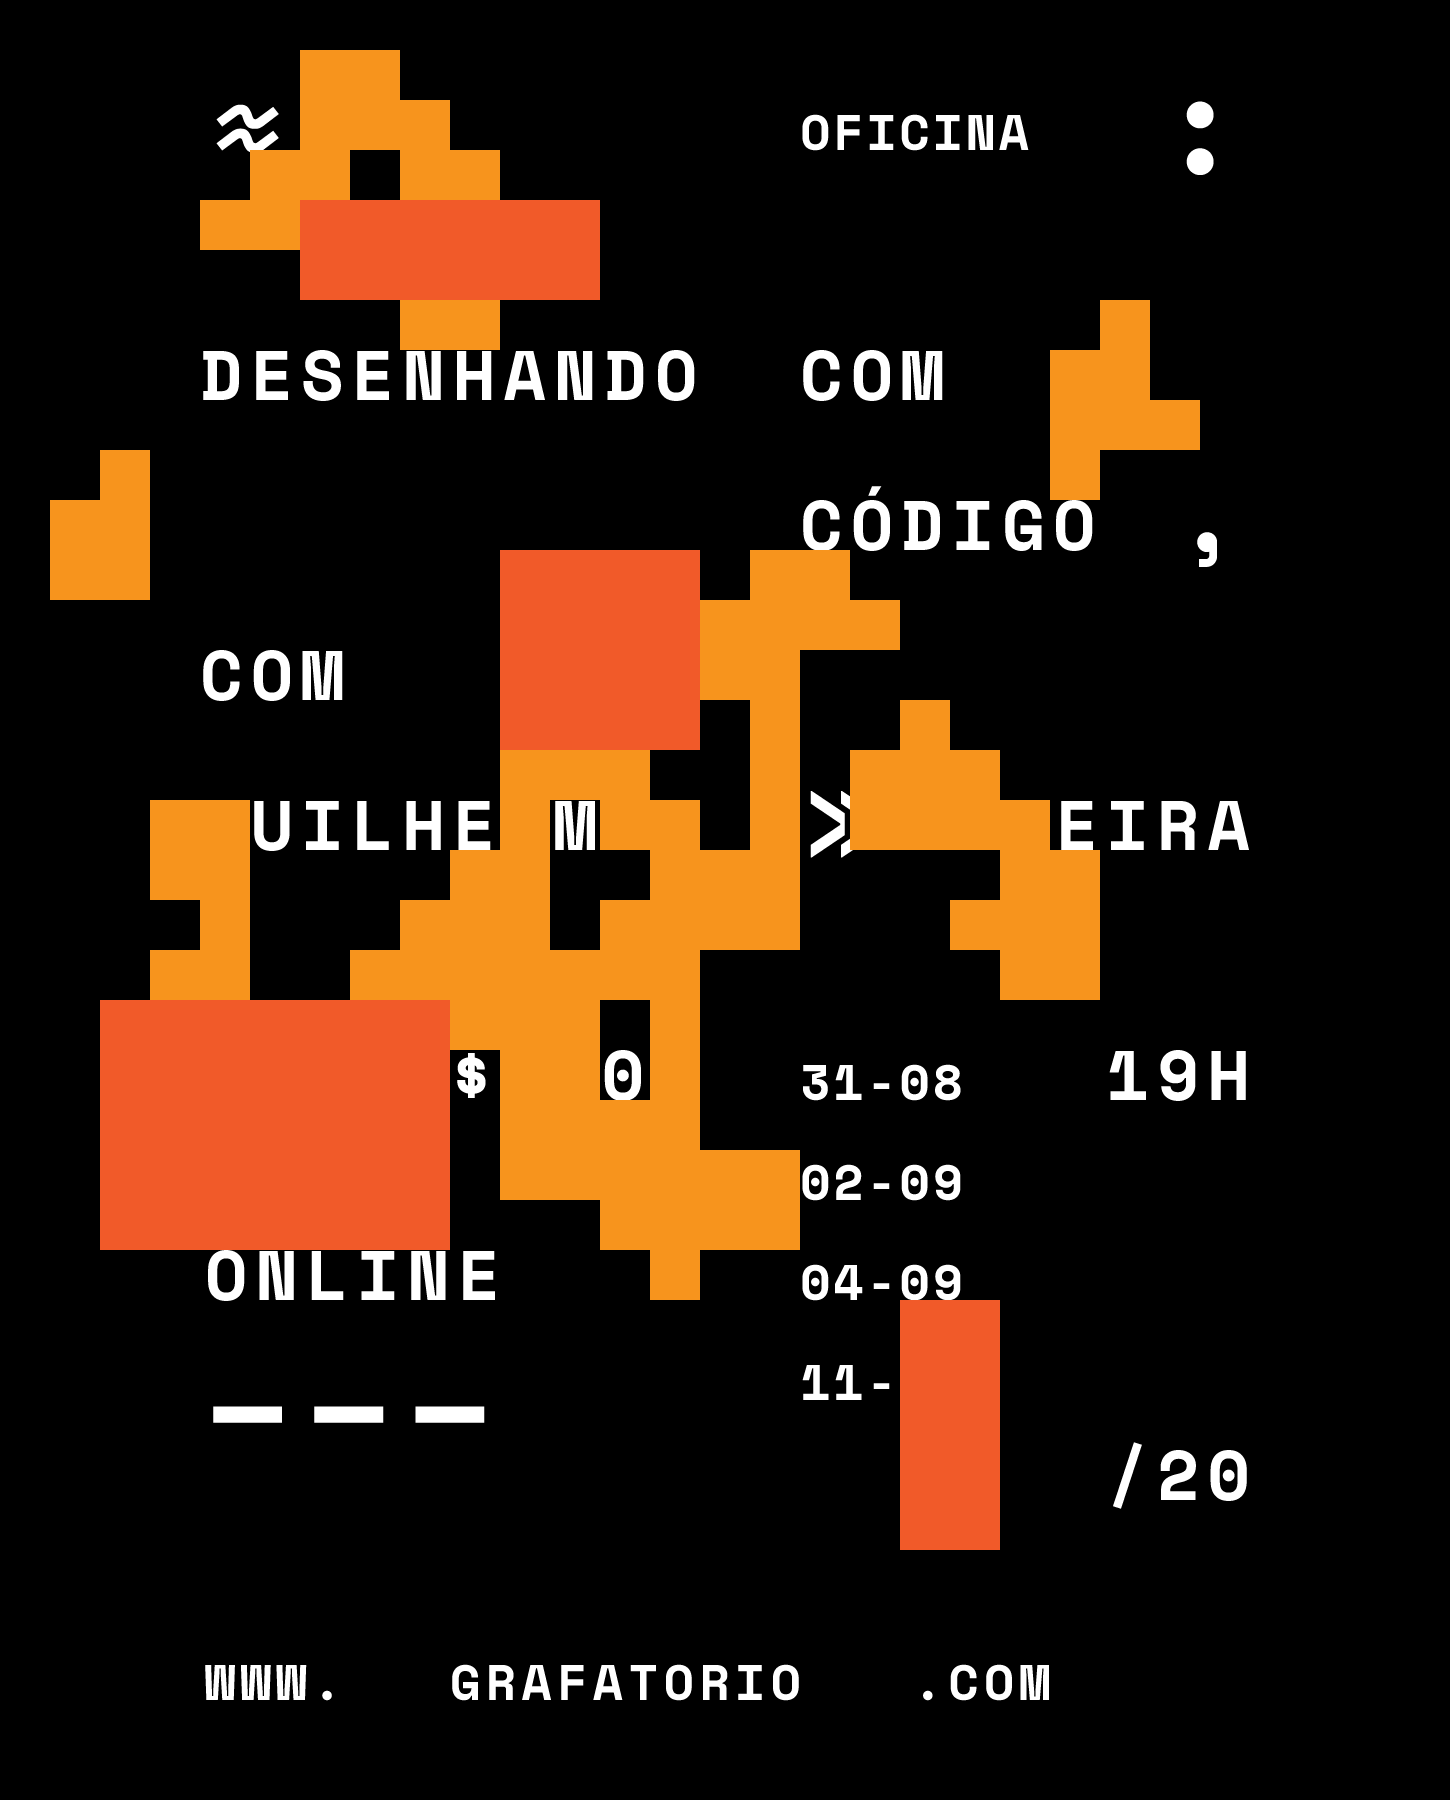 ≈ OFICINA :
DESENHANDO COM
CÓDIGO ,
COM
UILHE M » EIRA
$ 0 31-08 19H
02-09
ONLINE 04-09
— — — 11-
/20
WWW. GRAFATORIO .COM